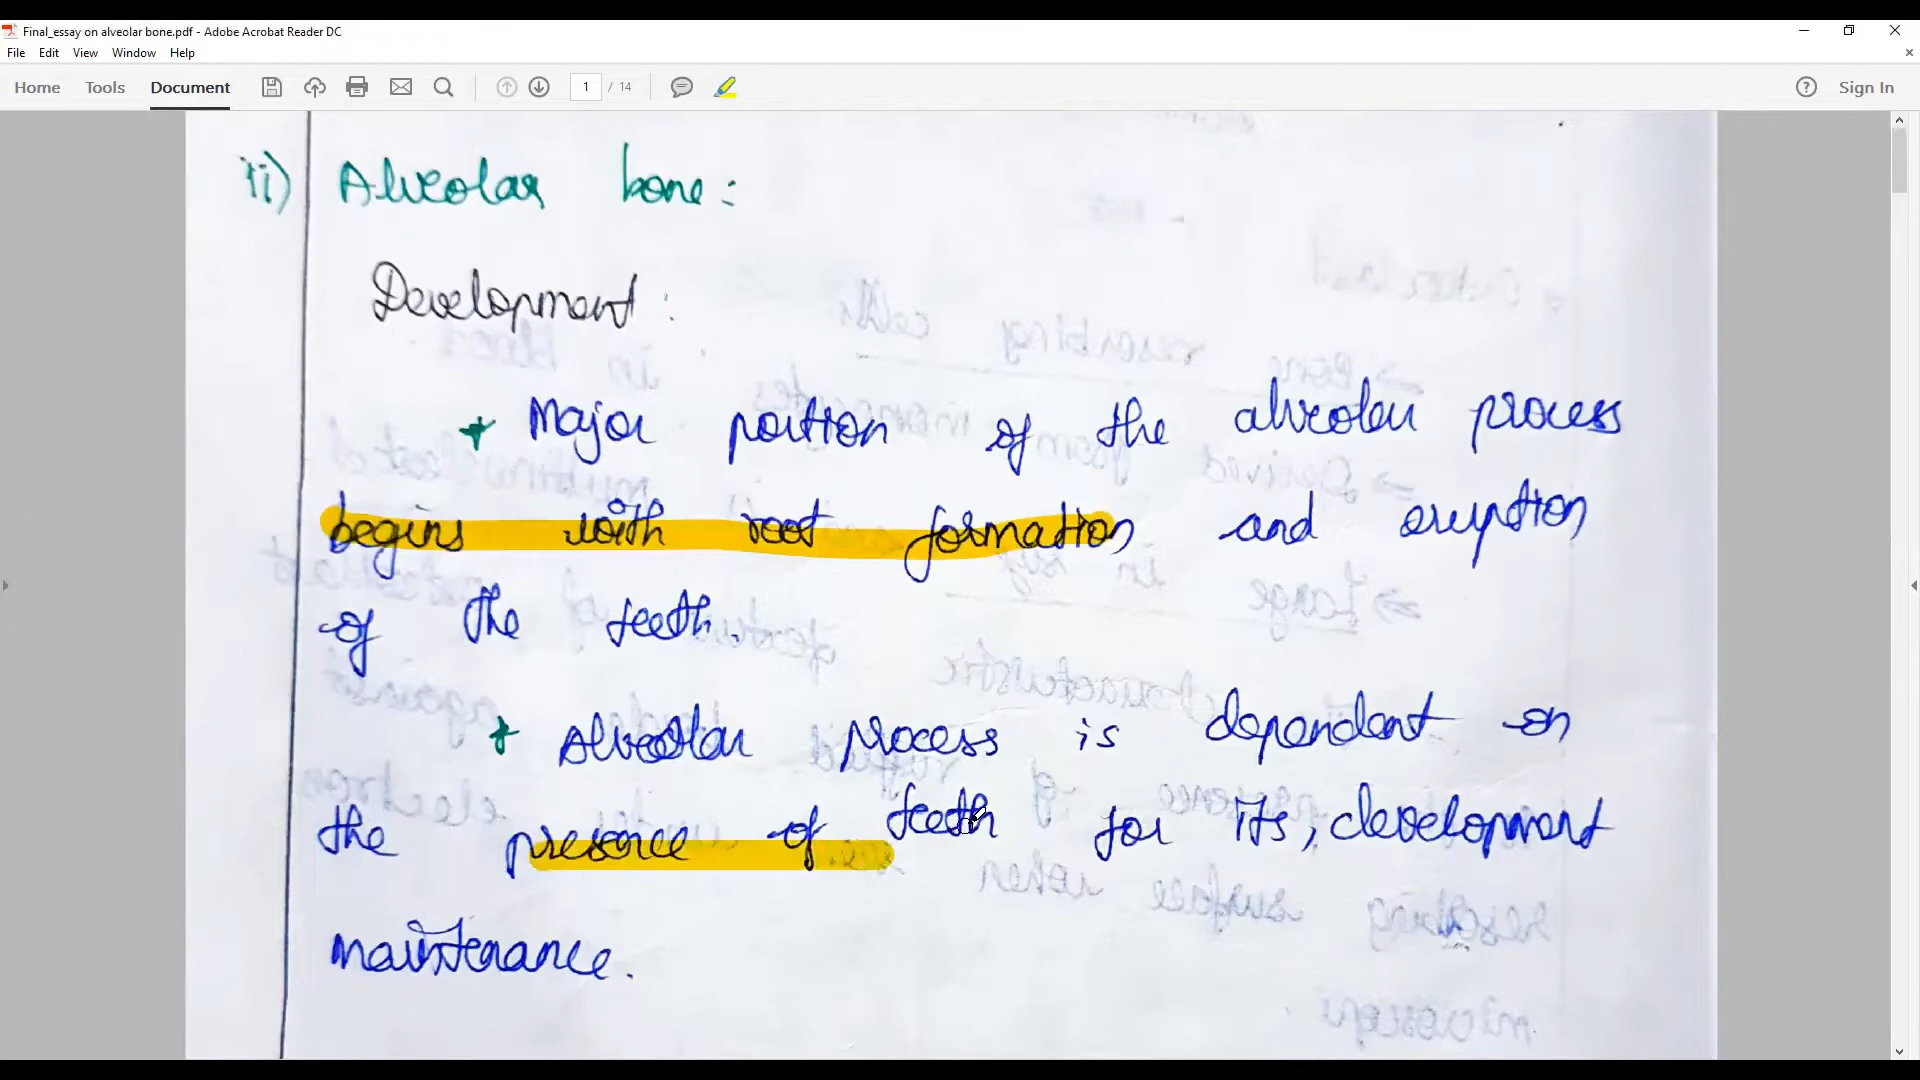 Final_essay on alveolar bone.pdf - Adobe Acrobat Reader DC
File Edit View Window Help
Home Tools Document 1 / 14 Sign In
ii) Alveolar bone:
Development:
+ Major portion of the alveolar process
begins with root formation and eruption
of the teeth.
+ Alveolar process is dependent on
the presence of teeth for its, development
maintenance.